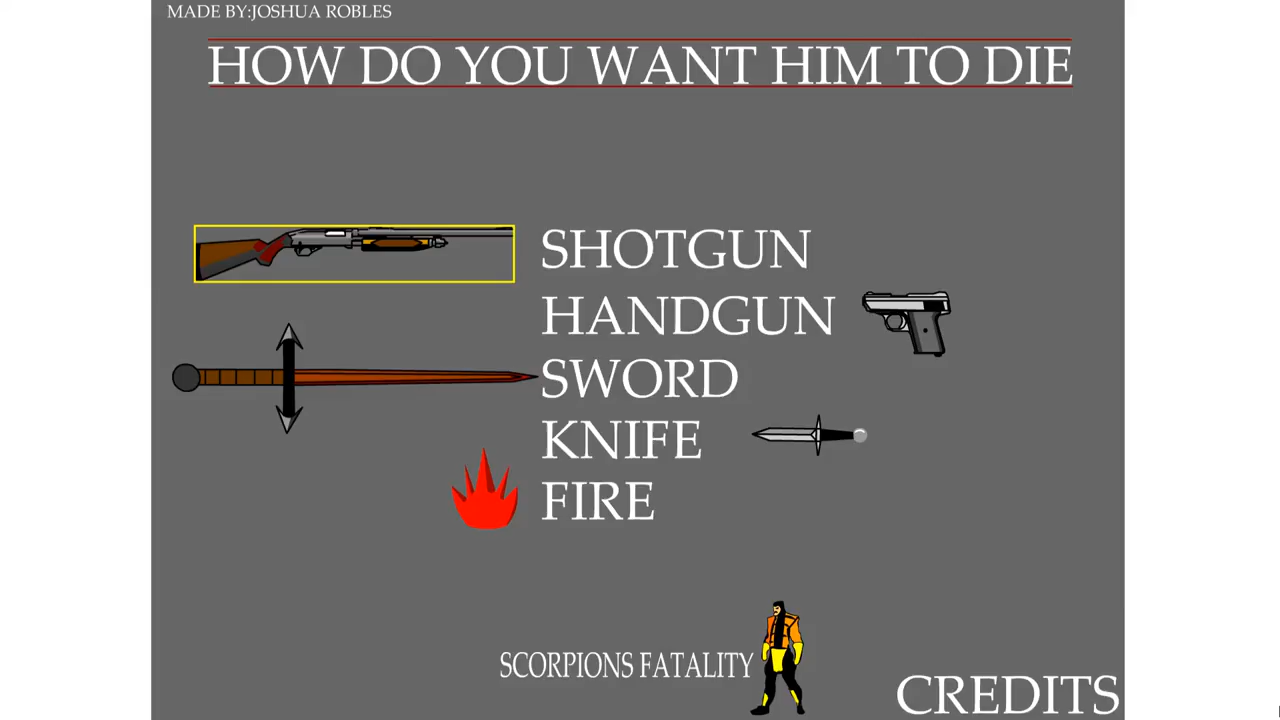 MADE BY:JOSHUA ROBLES
HOW DO YOU WANT HIM TO DIE
SHOTGUN
HANDGUN
SWORD
KNIFE
FIRE
SCORPIONS FATALITY
CREDITS